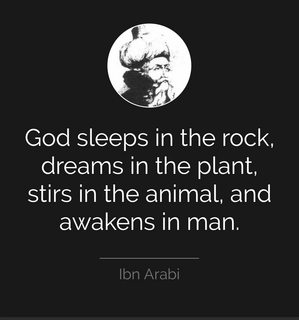 God sleeps in the rock,
dreams in the plant,
stirs in the animal, and
awakens in man.
Ibn Arabi